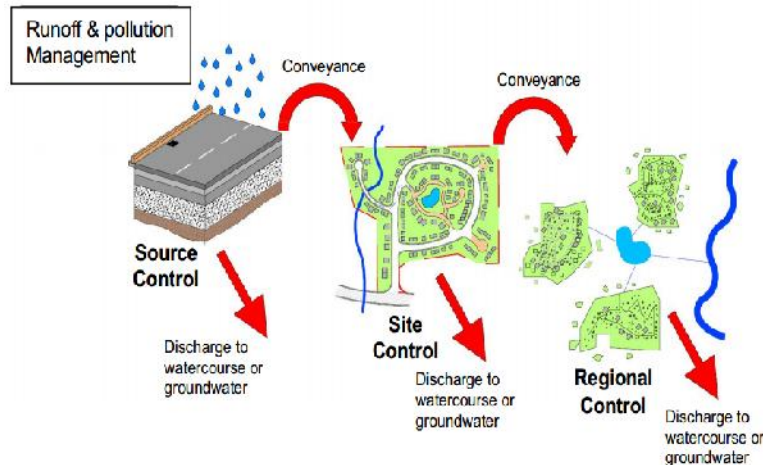 Runoff & pollution
Management
Conveyance
Conveyance
Source
Control
Discharge to
watercourse or
groundwater
Site
Control
Discharge to
watercourse or
groundwater
Regional
Control
Discharge to
watercourse or
groundwater